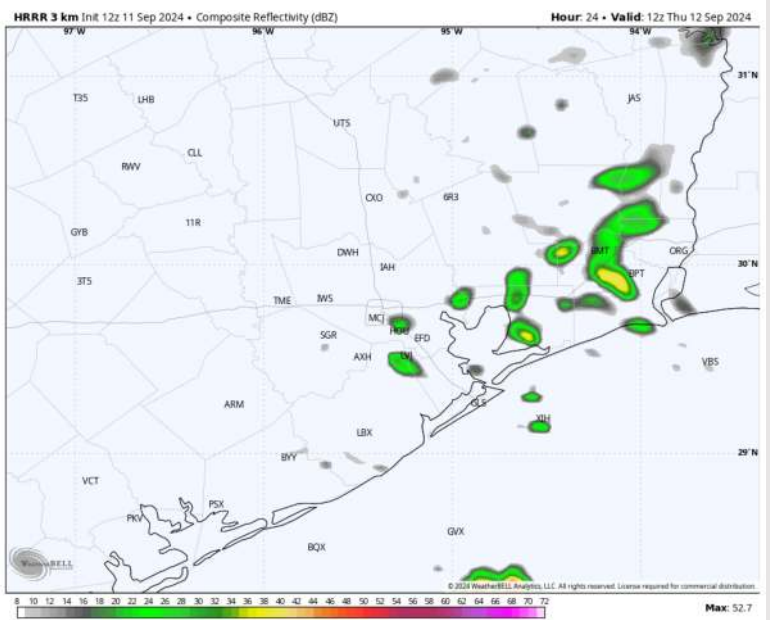 HRRR 3 km Init 12z 11 Sep 2024 • Composite Reflectivity (dBZ) Hour: 24 • Valid: 12z Thu 12 Sep 2024
97°W 96°W 95°W 94°W
31°N
T35 LHB JAS
UTS
CLL
RWV
CXO 6R3
11R
GYB
DWH BMT ORG
IAH 30°N
BPT
3T5
TME IWS
MCJ
HOU
SGR EFD
AXH LVJ VBS
ARM GLS
XIH
LBX
BYY 29°N
VCT
PSX
PKV
GVX
BQX
WEATHERBELL
© 2024 WeatherBELL Analytics, LLC. All rights reserved. License required for commercial distribution.
8 10 12 14 16 18 20 22 24 26 28 30 32 34 36 38 40 42 44 46 48 50 52 54 56 58 60 62 64 66 68 70 72 Max: 52.7